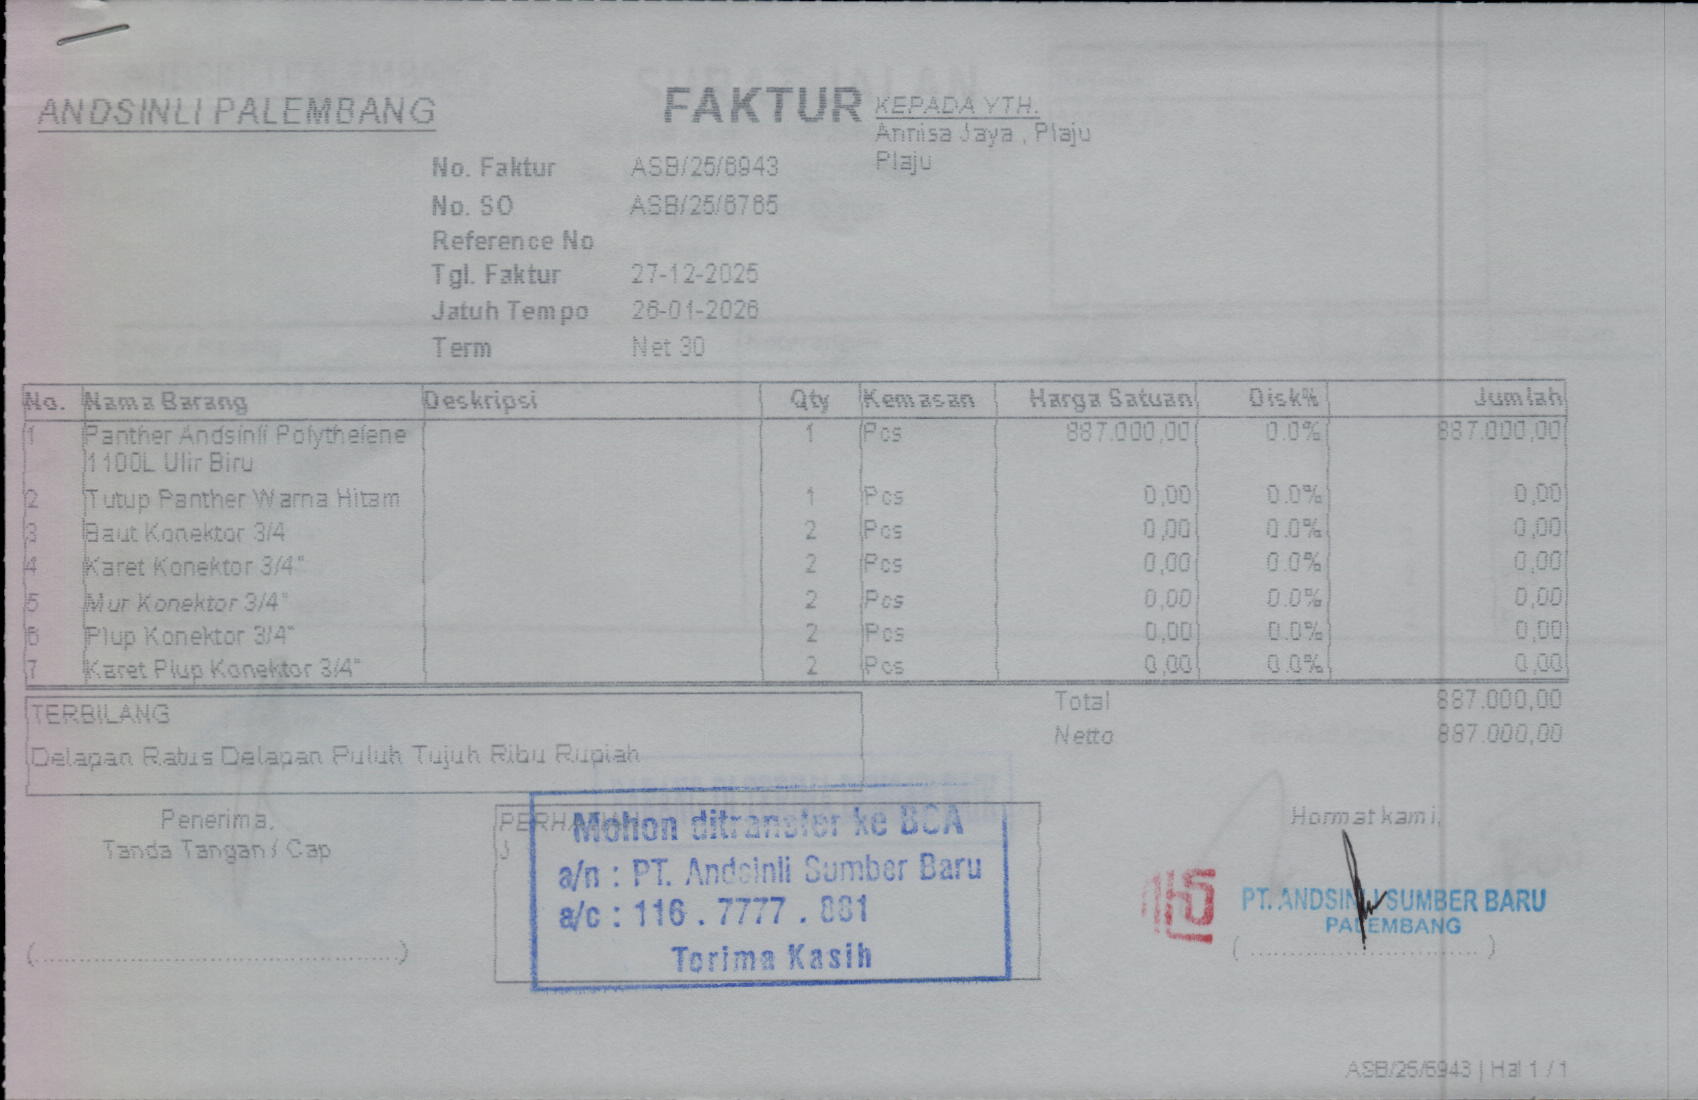 ANDSINLI PALEMBANG
FAKTUR
KEPADA YTH.
Annisa Jaya , Plaju
Plaju
No. Faktur ASB/25/6943
No. SO ASB/25/6765
Reference No
Tgl. Faktur 27-12-2025
Jatuh Tempo 26-01-2026
Term Net 30
No. Nama Barang Deskripsi Qty Kemasan Harga Satuan Disk% Jumlah
1 Panther Andsinli Polythelene 1 Pcs 887.000,00 0.0% 887.000,00
1100L Ulir Biru
2 Tutup Panther Warna Hitam 1 Pcs 0,00 0.0% 0,00
3 Baut Konektor 3/4 2 Pcs 0,00 0.0% 0,00
4 Karet Konektor 3/4" 2 Pcs 0,00 0.0% 0,00
5 Mur Konektor 3/4" 2 Pcs 0,00 0.0% 0,00
6 Plup Konektor 3/4" 2 Pcs 0,00 0.0% 0,00
7 Karet Plup Konektor 3/4" 2 Pcs 0,00 0.0% 0,00
Total 887.000,00
Netto 887.000,00
TERBILANG
Delapan Ratus Delapan Puluh Tujuh Ribu Rupiah
Penerima,
Tanda Tangan / Cap
(............................................)
Mohon ditransfer ke BCA
a/n : PT. Andsinli Sumber Baru
a/c : 116 . 7777 . 881
Terima Kasih
Hormat kami,
PT. ANDSINLI SUMBER BARU
PALEMBANG
( ............................... )
ASB/25/6943 | Hal 1 / 1